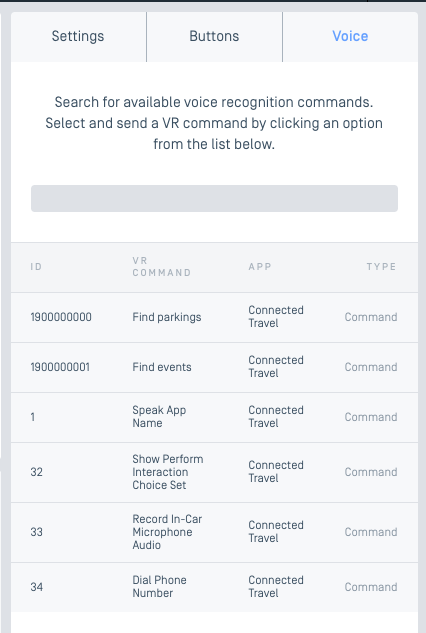 Settings Buttons Voice
Search for available voice recognition commands.
Select and send a VR command by clicking an option
from the list below.
ID VR COMMAND APP TYPE
1900000000 Find parkings Connected Travel Command
1900000001 Find events Connected Travel Command
1 Speak App Name Connected Travel Command
32 Show Perform Interaction Choice Set Connected Travel Command
33 Record In-Car Microphone Audio Connected Travel Command
34 Dial Phone Number Connected Travel Command